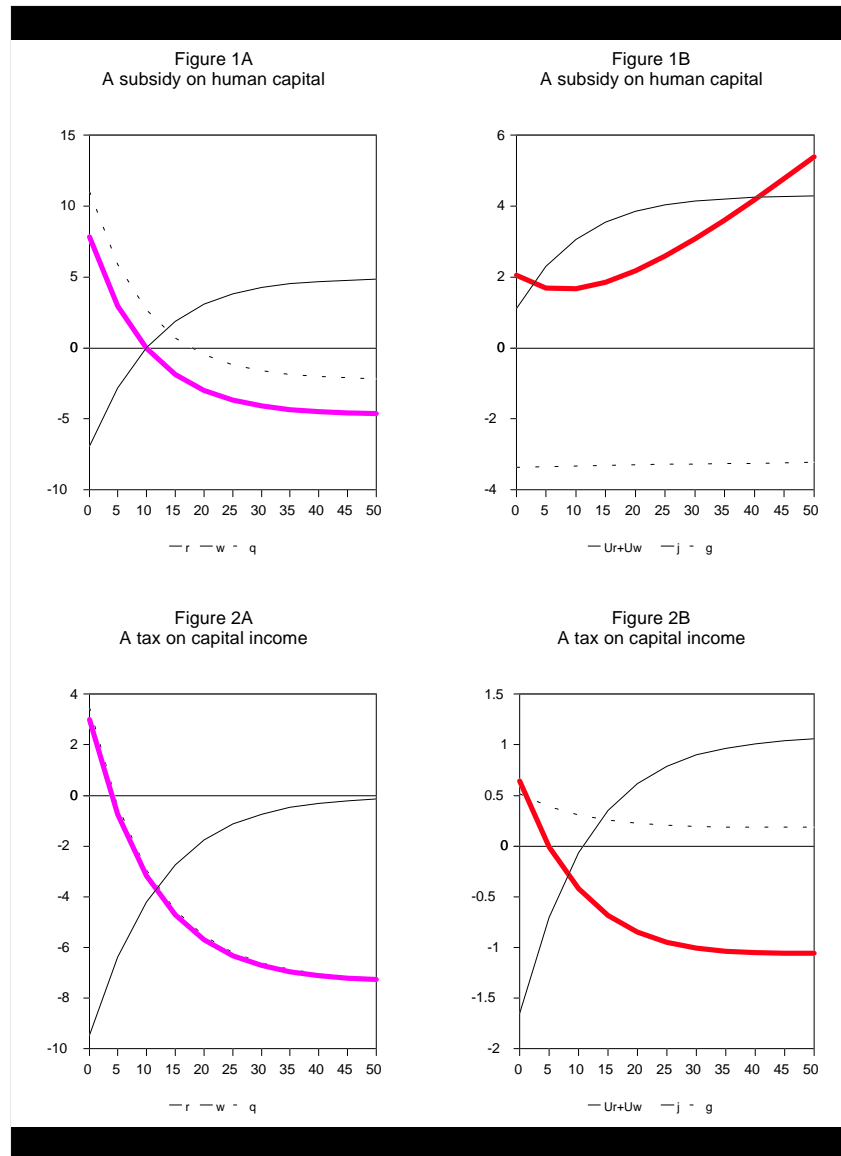 Figure 1A
A subsidy on human capital
15
10
5
0
-5
-10
0 5 10 15 20 25 30 35 40 45 50
r w q
Figure 1B
A subsidy on human capital
6
4
2
0
-2
-4
0 5 10 15 20 25 30 35 40 45 50
Ur+Uw j g
Figure 2A
A tax on capital income
4
2
0
-2
-4
-6
-8
-10
0 5 10 15 20 25 30 35 40 45 50
r w q
Figure 2B
A tax on capital income
1.5
1
0.5
0
-0.5
-1
-1.5
-2
0 5 10 15 20 25 30 35 40 45 50
Ur+Uw j g